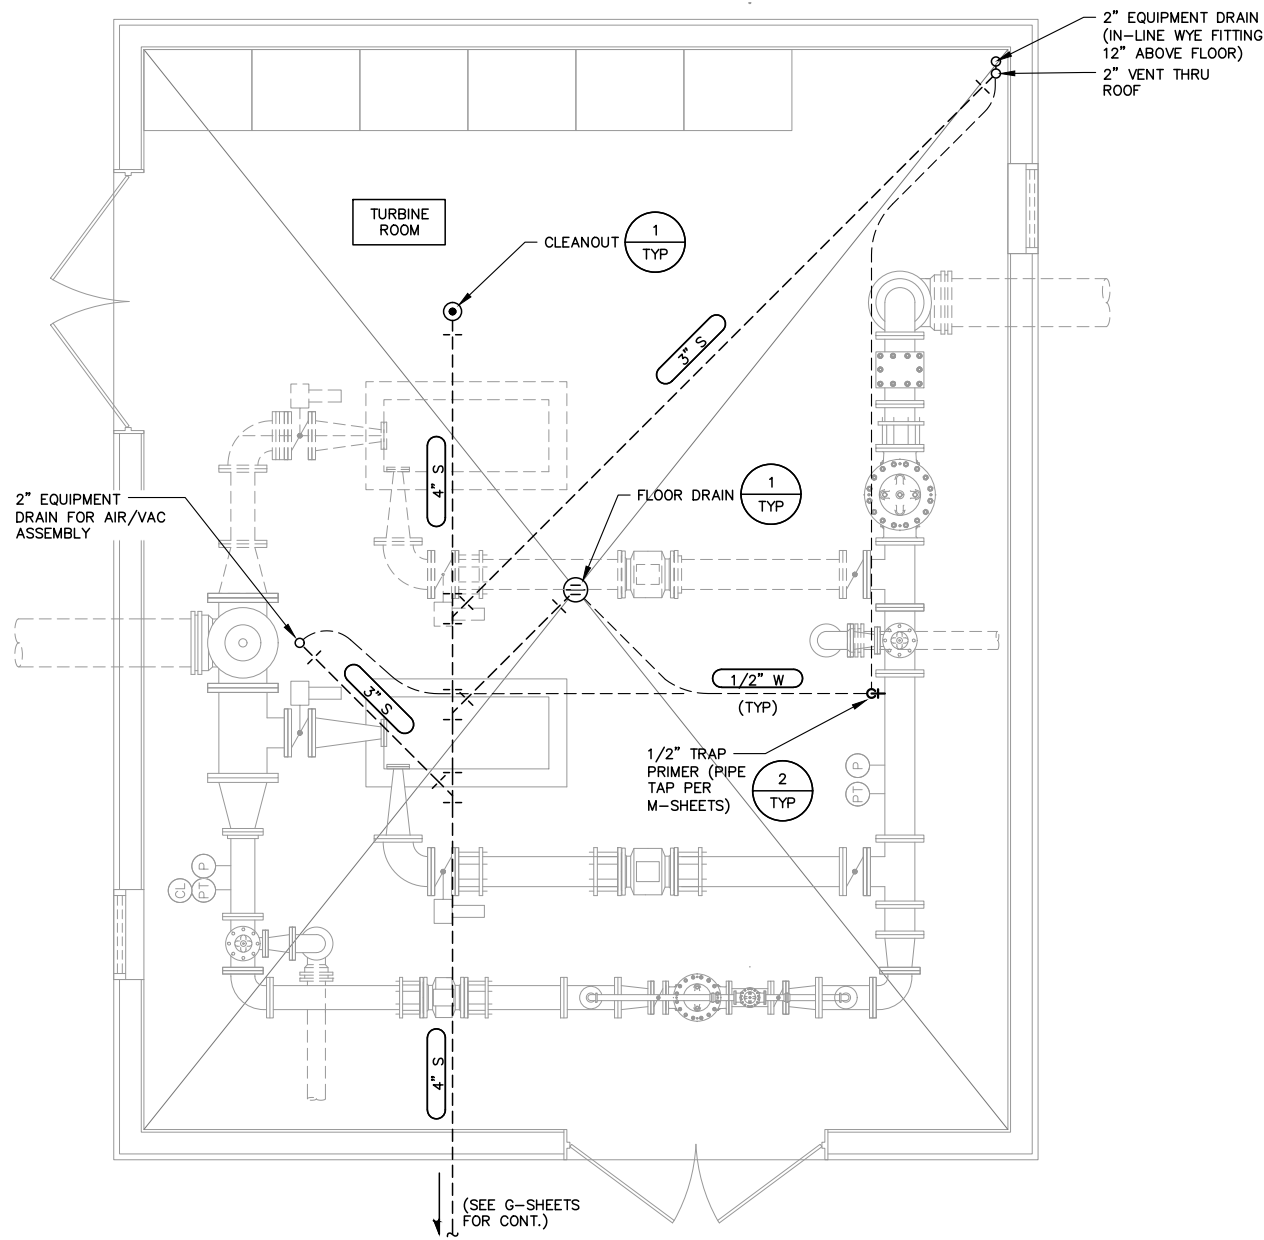 2" EQUIPMENT DRAIN
(IN-LINE WYE FITTING
12" ABOVE FLOOR)
2" VENT THRU
ROOF
TURBINE
ROOM
CLEANOUT
1
TYP
3" S
4" S
2" EQUIPMENT
DRAIN FOR AIR/VAC
ASSEMBLY
FLOOR DRAIN
1
TYP
3" S
1/2" W
(TYP)
1/2" TRAP
PRIMER (PIPE
TAP PER
M-SHEETS)
2
TYP
P
PT
P
CL
PT
4" S
(SEE G-SHEETS
FOR CONT.)